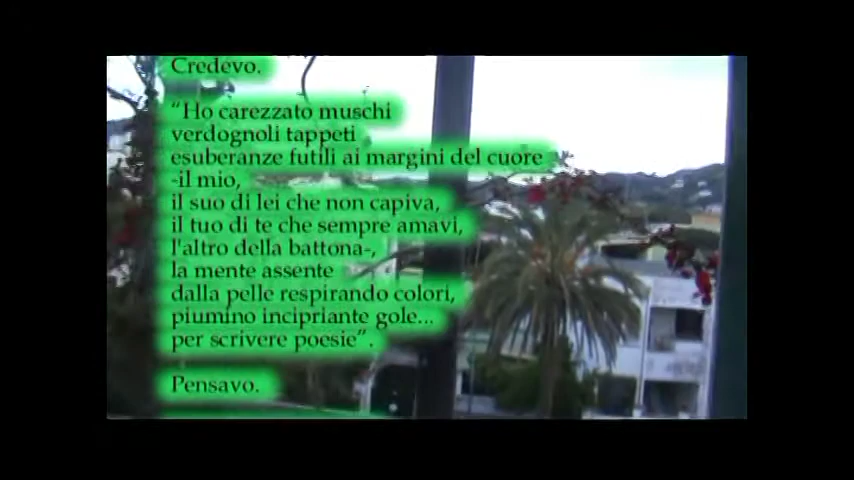 Credevo.
“Ho carezzato muschi
verdognoli tappeti
esuberanze futili ai margini del cuore
-il mio,
il suo di lei che non capiva,
il tuo di te che sempre amavi,
l'altro della battona-,
la mente assente
dalla pelle respirando colori,
piumino incipriante gole...
per scrivere poesie”.
Pensavo.